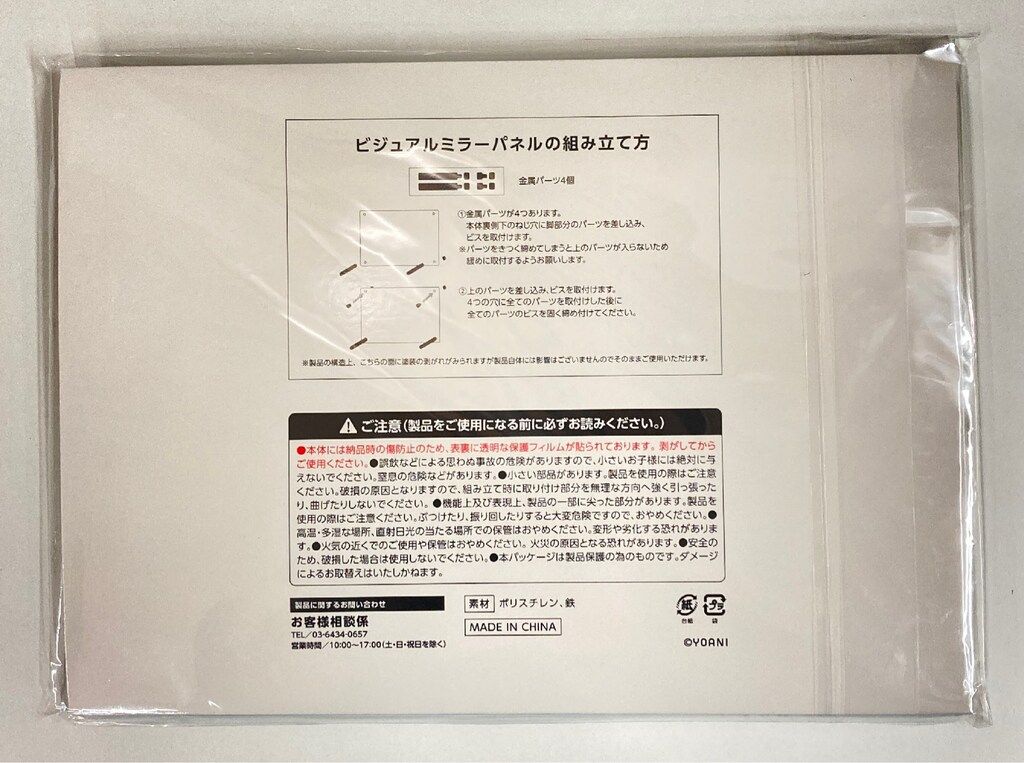 ビジュアルミラーパネルの組み立て方
金属パーツ4個
①金属パーツが4つあります。
本体裏側下のねじ穴に脚部分のパーツを差し込み、
ビスを取付けます。
※パーツをきつく締めてしまうと上のパーツが入らないため
緩めに取付するようお願いします。
②上のパーツを差し込み、ビスを取付けます。
4つの穴に全てのパーツを取付けした後に
全てのパーツのビスを固く締め付けてください。
※製品の構造上、こちらの面に塗装の剥がれがみられますが製品自体には影響はございませんのでそのままご使用いただけます。
ご注意(製品をご使用になる前に必ずお読みください。)
●本体には納品時の傷防止のため、表裏に透明な保護フィルムが貼られております。剥がしてから
ご使用ください。●誤飲などによる思わぬ事故の危険がありますので、小さいお子様には絶対に与
えないでください。窒息の危険などがあります。●小さい部品があります。製品を使用の際はご注意
ください。破損の原因となりますので、組み立て時に取り付け部分を無理な方向へ強く引っ張った
り、曲げたりしないでください。●機能上及び表現上、製品の一部に尖った部分があります。製品を
使用の際はご注意ください。ぶつけたり、振り回したりすると大変危険ですので、おやめください。●
高温・多湿な場所、直射日光の当たる場所での保管はおやめください。変形や劣化する恐れがありま
す。●火気の近くでのご使用や保管はおやめください。火災の原因となる恐れがあります。●安全の
ため、破損した場合は使用しないでください。●本パッケージは製品保護の為のものです。ダメージ
によるお取替えはいたしかねます。
製品に関するお問い合わせ
お客様相談係
TEL/03-6434-0657
営業時間/10:00〜17:00(土・日・祝日を除く)
素材 ポリスチレン、鉄
MADE IN CHINA
紙 プラ
台紙 袋
©YOANI